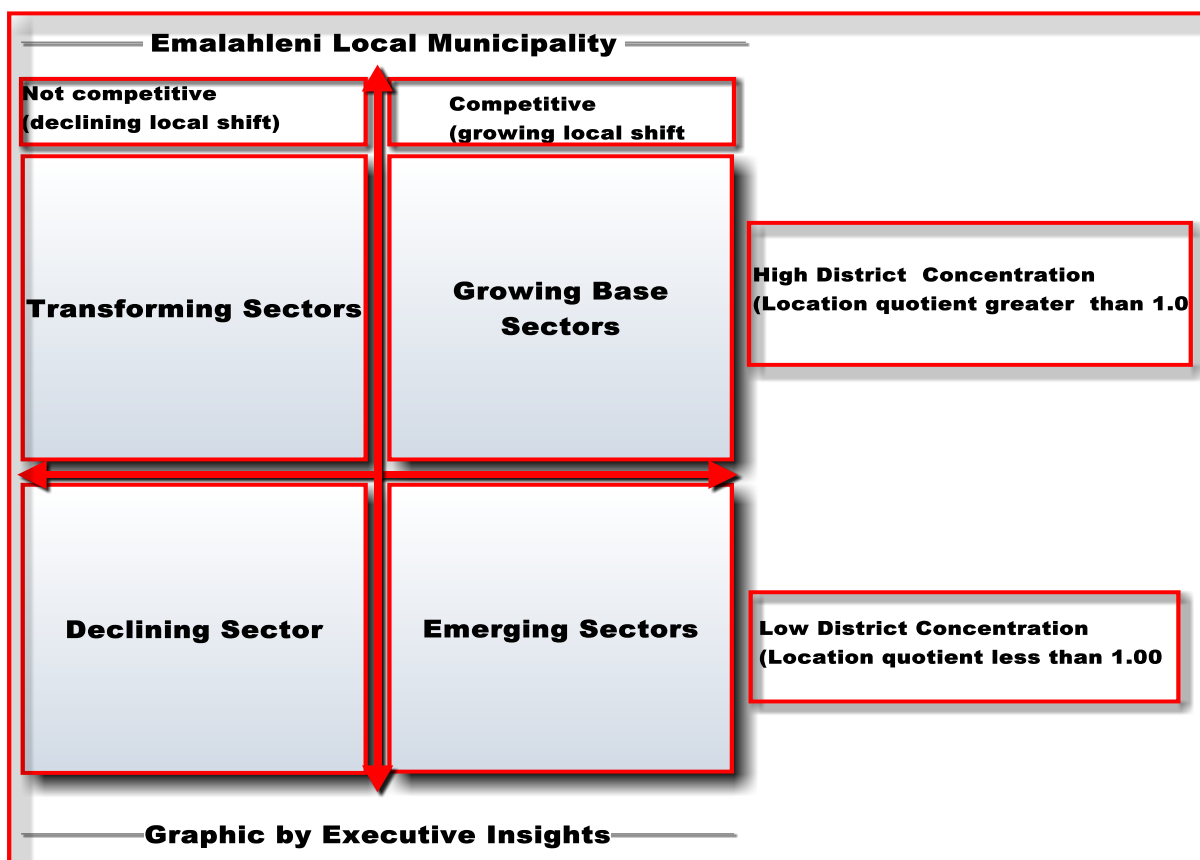 Emalahleni Local Municipality
Not competitive
(declining local shift)
Competitive
(growing local shift
Transforming Sectors
Growing Base
Sectors
High District  Concentration
(Location quotient greater  than 1.0
Declining Sector
Emerging Sectors
Low District Concentration
(Location quotient less than 1.00
Graphic by Executive Insights